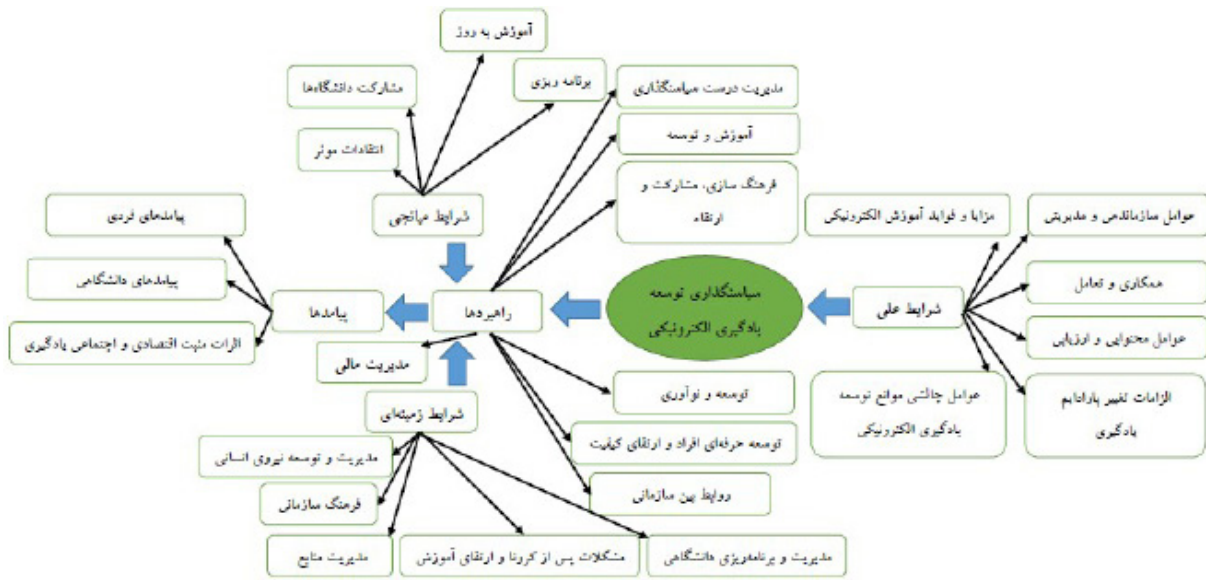 آموزش به روز
برنامه ریزی
مشارکت دانشگاه‌ها
انتقادات موثر
شرایط میانجی
مدیریت درست سیاستگذاری
آموزش و توسعه
فرهنگ سازی، مشارکت و
ارتقاء
عوامل سازماندهی و مدیریتی
مزایا و فواید آموزش الکترونیکی
همکاری و تعامل
شرایط علی
عوامل محتوایی و ارزیابی
الزامات تغییر پارادایم
یادگیری
عوامل چالشی موانع توسعه
یادگیری الکترونیکی
سیاستگذاری توسعه
یادگیری الکترونیکی
راهبردها
پیامدها
پیامدهای فردی
پیامدهای دانشگاهی
اثرات مثبت اقتصادی و اجتماعی یادگیری
مدیریت مالی
توسعه و نوآوری
توسعه حرفه‌ای افراد و ارتقای کیفیت
روابط بین سازمانی
شرایط زمینه‌ای
مدیریت و توسعه نیروی انسانی
فرهنگ سازمانی
مدیریت و برنامه‌ریزی دانشگاهی
مشکلات پس از کرونا و ارتقای آموزش
مدیریت منابع